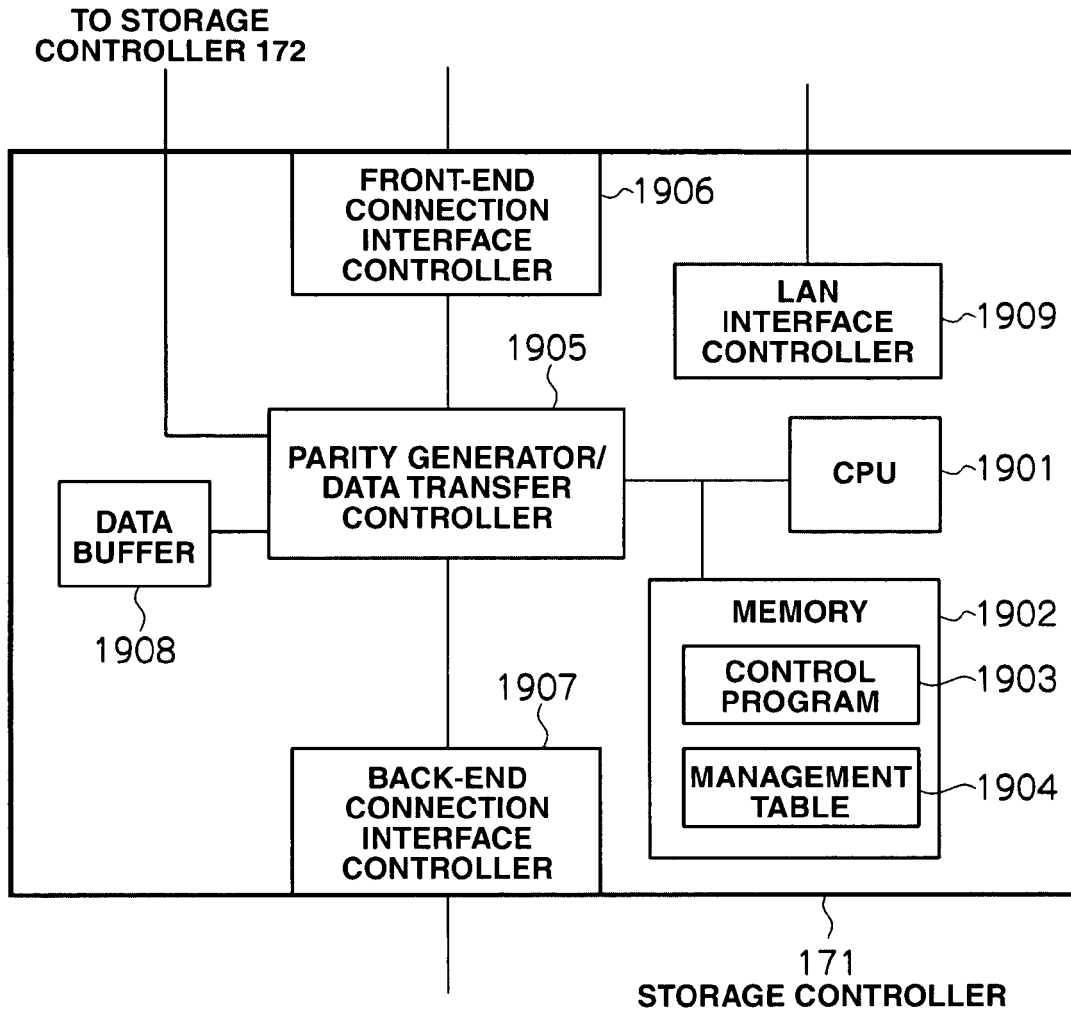 TO STORAGE
CONTROLLER 172
FRONT-END
CONNECTION
INTERFACE
CONTROLLER
1906
LAN
INTERFACE
CONTROLLER
1909
1905
PARITY GENERATOR/
DATA TRANSFER
CONTROLLER
CPU
1901
DATA
BUFFER
1908
MEMORY
1902
CONTROL
PROGRAM
1903
MANAGEMENT
TABLE
1904
1907
BACK-END
CONNECTION
INTERFACE
CONTROLLER
171
STORAGE CONTROLLER